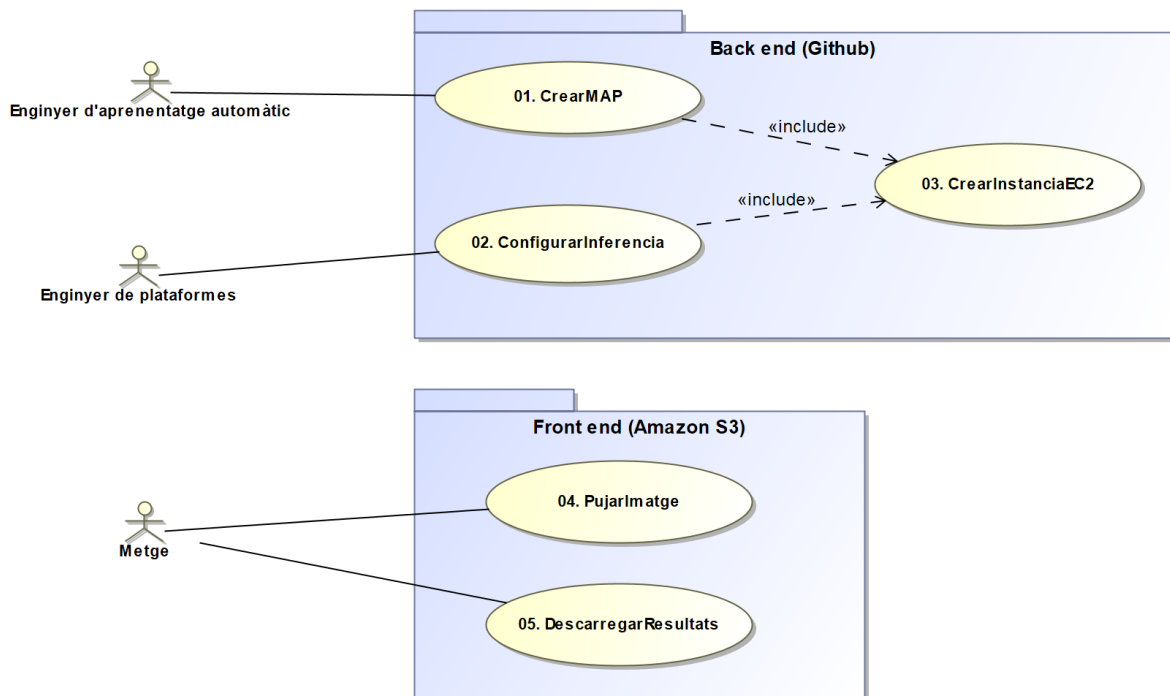 Back end (Github)
Enginyer d'aprenentatge automàtic
01. CrearMAP
«include»
03. CrearInstanciaEC2
«include»
02. ConfigurarInferencia
Enginyer de plataformes
Front end (Amazon S3)
04. PujarImatge
Metge
05. DescarregarResultats